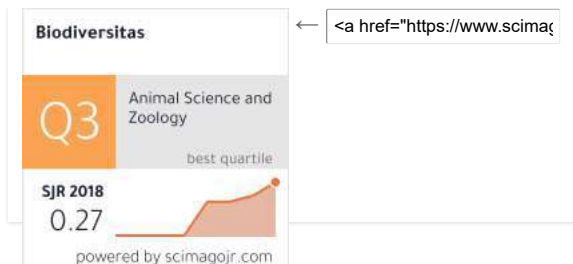 Biodiversitas
← <a href="https://www.scimag
Q3
Animal Science and
Zoology
best quartile
SJR 2018
0.27
powered by scimagojr.com